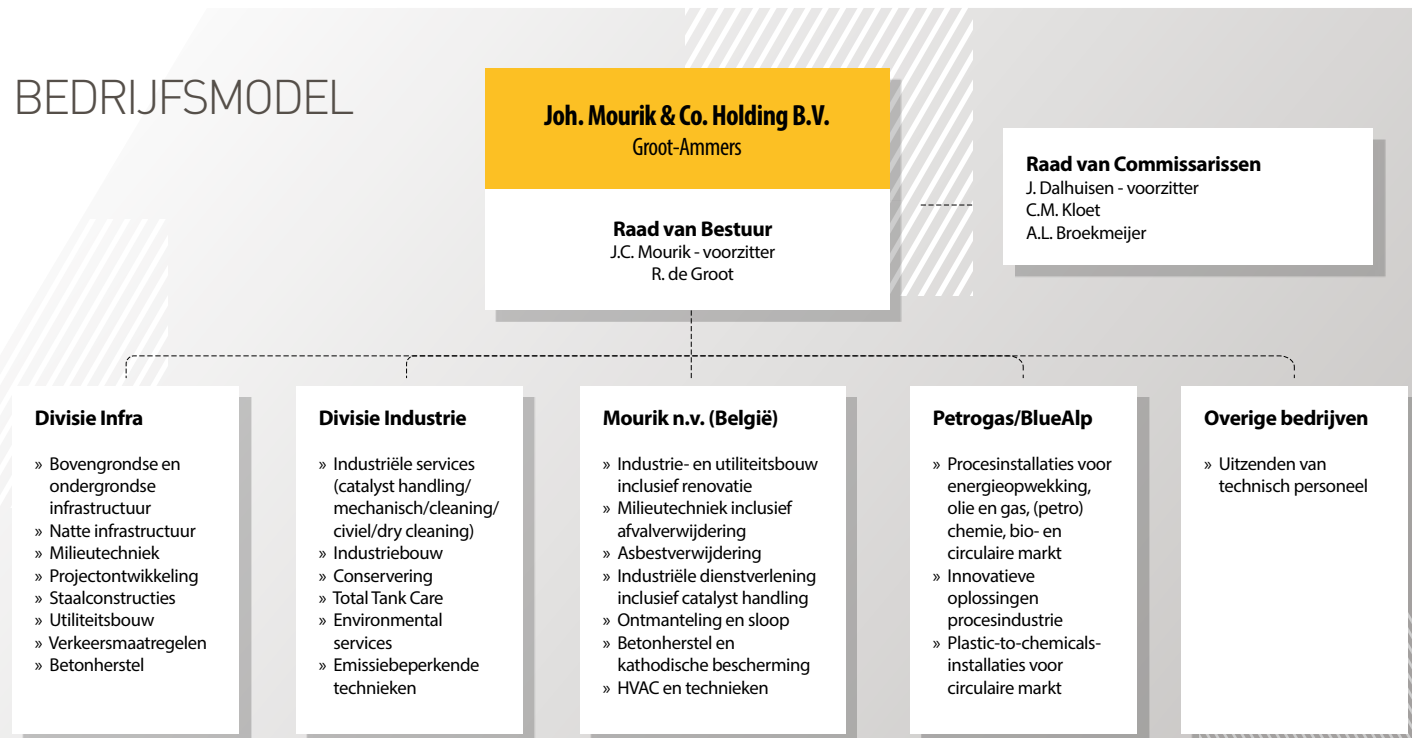 BEDRIJFSMODEL
Joh. Mourik & Co. Holding B.V.
Groot-Ammers
Raad van Bestuur
J.C. Mourik - voorzitter
R. de Groot
Raad van Commissarissen
J. Dalhuisen - voorzitter
C.M. Kloet
A.L. Broekmeijer
Divisie Infra
» Bovengrondse en
ondergrondse
infrastructuur
» Natte infrastructuur
» Milieutechniek
» Projectontwikkeling
» Staalconstructies
» Utiliteitsbouw
» Verkeersmaatregelen
» Betonherstel
Divisie Industrie
» Industriële services
(catalyst handling/
mechanisch/cleaning/
civiel/dry cleaning)
» Industriebouw
» Conservering
» Total Tank Care
» Environmental
services
» Emissiebeperkende
technieken
Mourik n.v. (België)
» Industrie- en utiliteitsbouw
inclusief renovatie
» Milieutechniek inclusief
afvalverwijdering
» Asbestverwijdering
» Industriële dienstverlening
inclusief catalyst handling
» Ontmanteling en sloop
» Betonherstel en
kathodische bescherming
» HVAC en technieken
Petrogas/BlueAlp
» Procesinstallaties voor
energieopwekking,
olie en gas, (petro)
chemie, bio- en
circulaire markt
» Innovatieve
oplossingen
procesindustrie
» Plastic-to-chemicals-
installaties voor
circulaire markt
Overige bedrijven
» Uitzenden van
technisch personeel